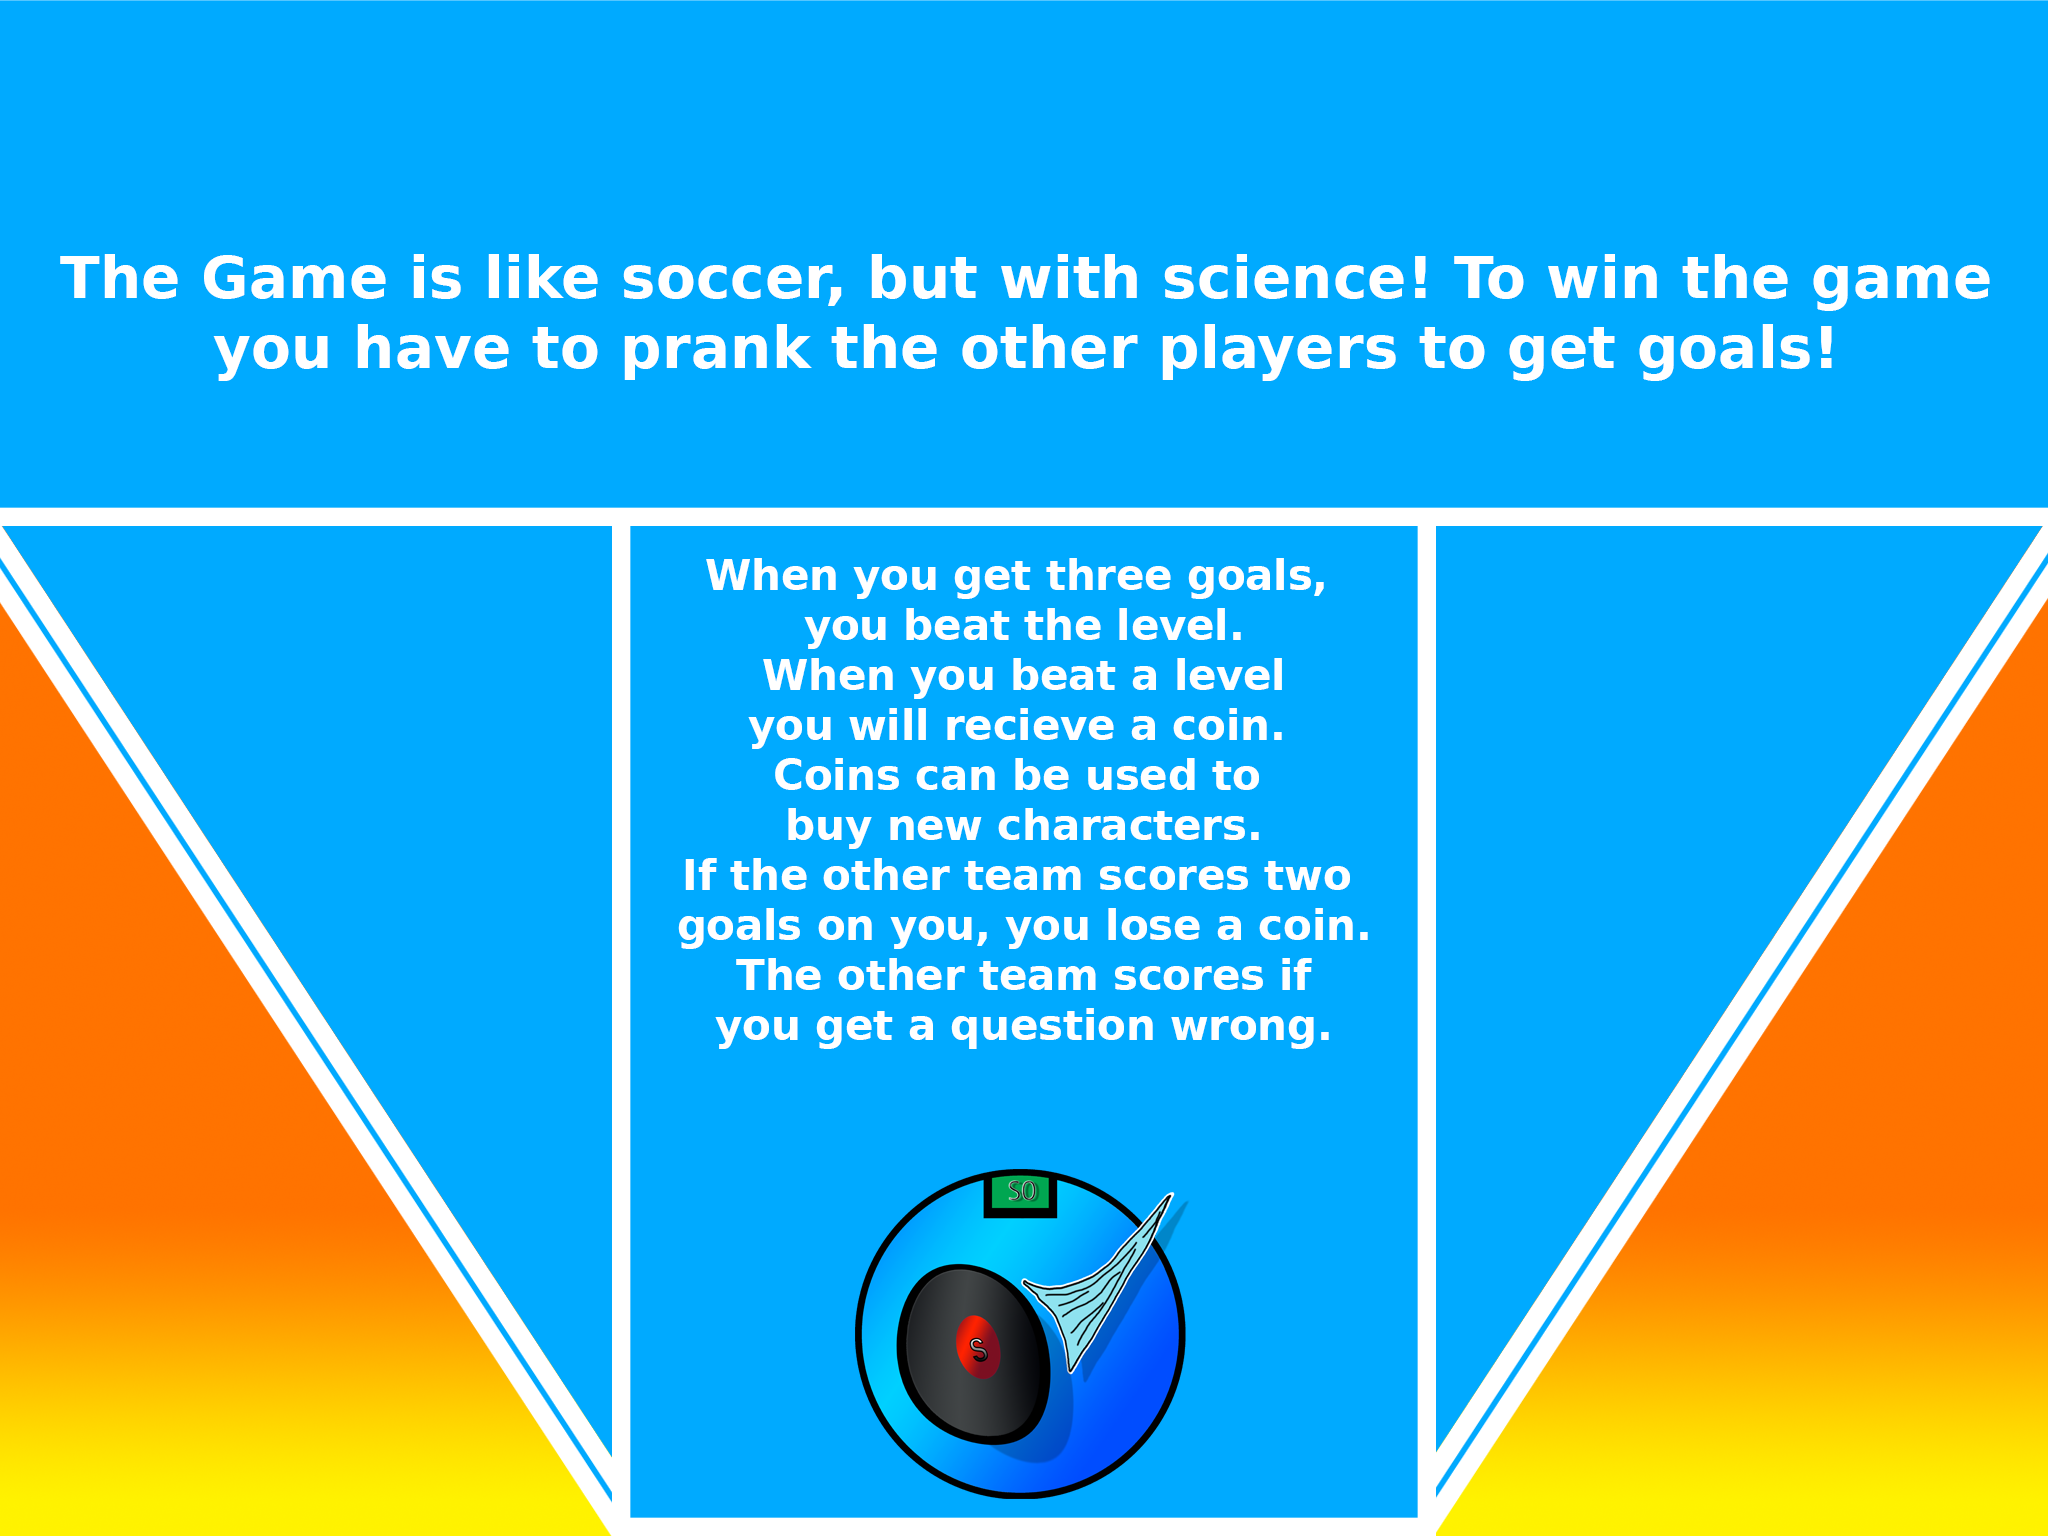 The Game is like soccer, but with science! To win the game
you have to prank the other players to get goals!
When you get three goals,
you beat the level.
When you beat a level
you will recieve a coin.
Coins can be used to
buy new characters.
If the other team scores two
goals on you, you lose a coin.
The other team scores if
you get a question wrong.
SO
S